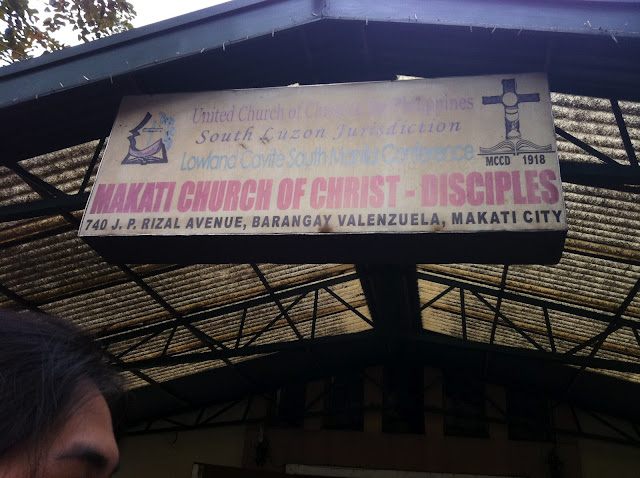 United Church of Christ in the Philippines
South Luzon Jurisdiction
Lowland Cavite South Manila Conference
MCCD 1918
MAKATI CHURCH OF CHRIST - DISCIPLES
740 J. P. RIZAL AVENUE, BARANGAY VALENZUELA, MAKATI CITY